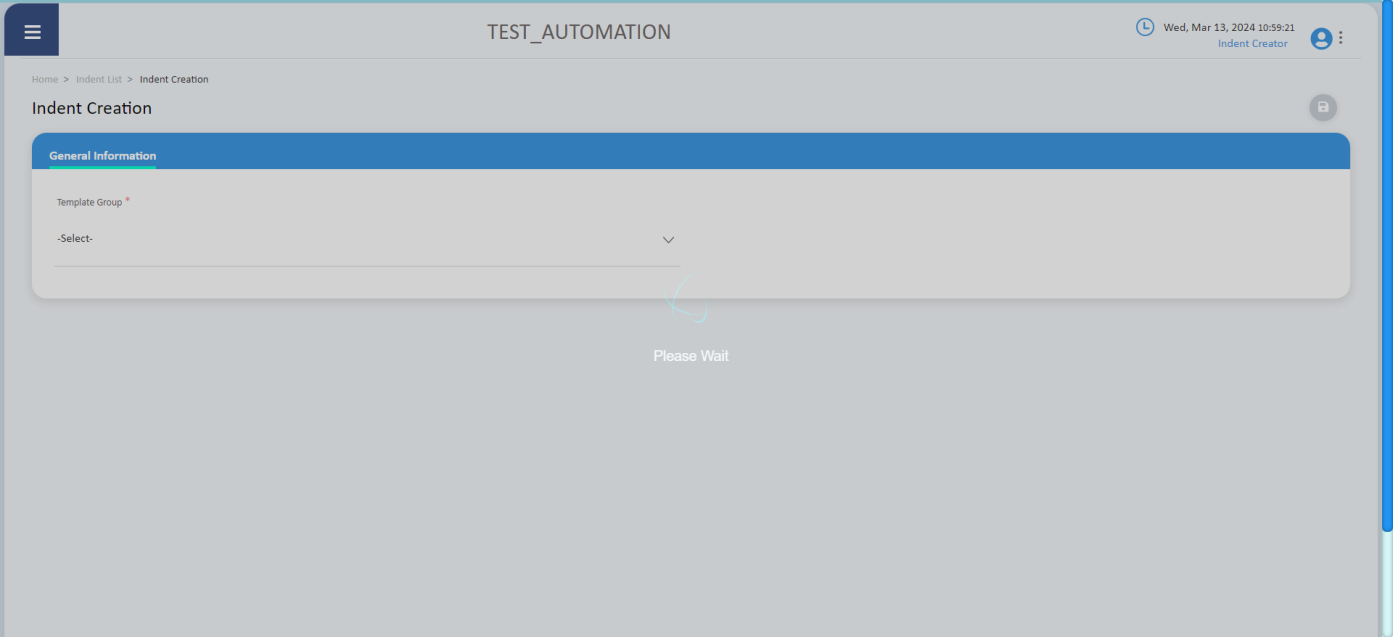 TEST_AUTOMATION
Wed, Mar 13, 2024 10:59:21
Indent Creator
Home > Indent List > Indent Creation
Indent Creation
General Information
Template Group *
-Select-
Please Wait